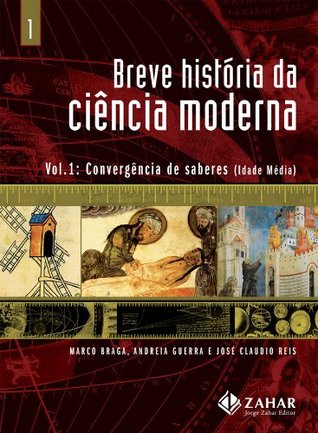 1
Breve história da
ciência moderna
Vol.1: Convergência de saberes (Idade Média)
MARCO BRAGA, ANDREIA GUERRA E JOSÉ CLAUDIO REIS
ZAHAR
Jorge Zahar Editor